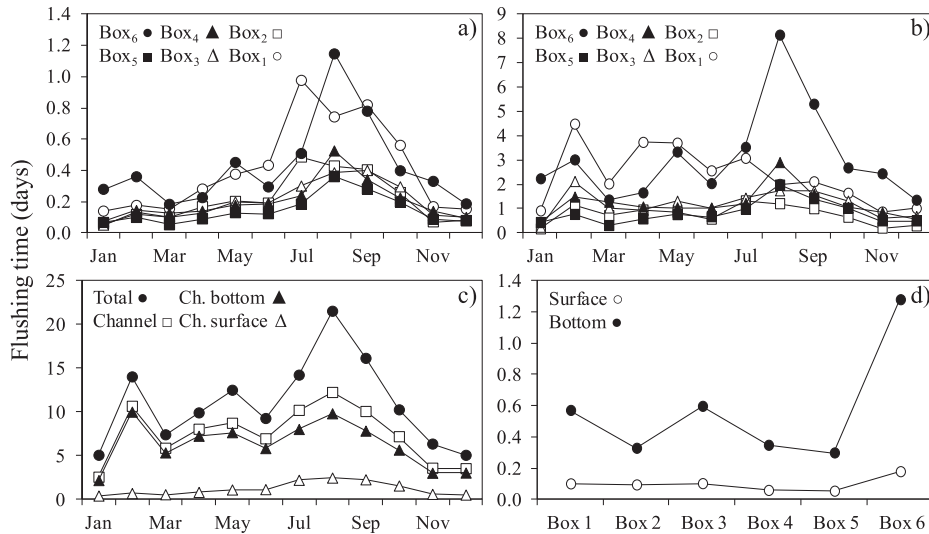 a)
Box6 ● Box4 ▲ Box2 □
Box5 ■ Box3 △ Box1 ○
1.4
1.2
1.0
0.8
0.6
0.4
0.2
0.0
Jan Mar May Jul Sep Nov
b)
Box6 ● Box4 ▲ Box2 □
Box5 ■ Box3 △ Box1 ○
9
8
7
6
5
4
3
2
1
0
Jan Mar May Jul Sep Nov
Flushing time (days)
c)
Total ● Ch. bottom ▲
Channel □ Ch. surface △
25
20
15
10
5
0
Jan Mar May Jul Sep Nov
d)
Surface ○
Bottom ●
1.4
1.2
1.0
0.8
0.6
0.4
0.2
0.0
Box 1 Box 2 Box 3 Box 4 Box 5 Box 6